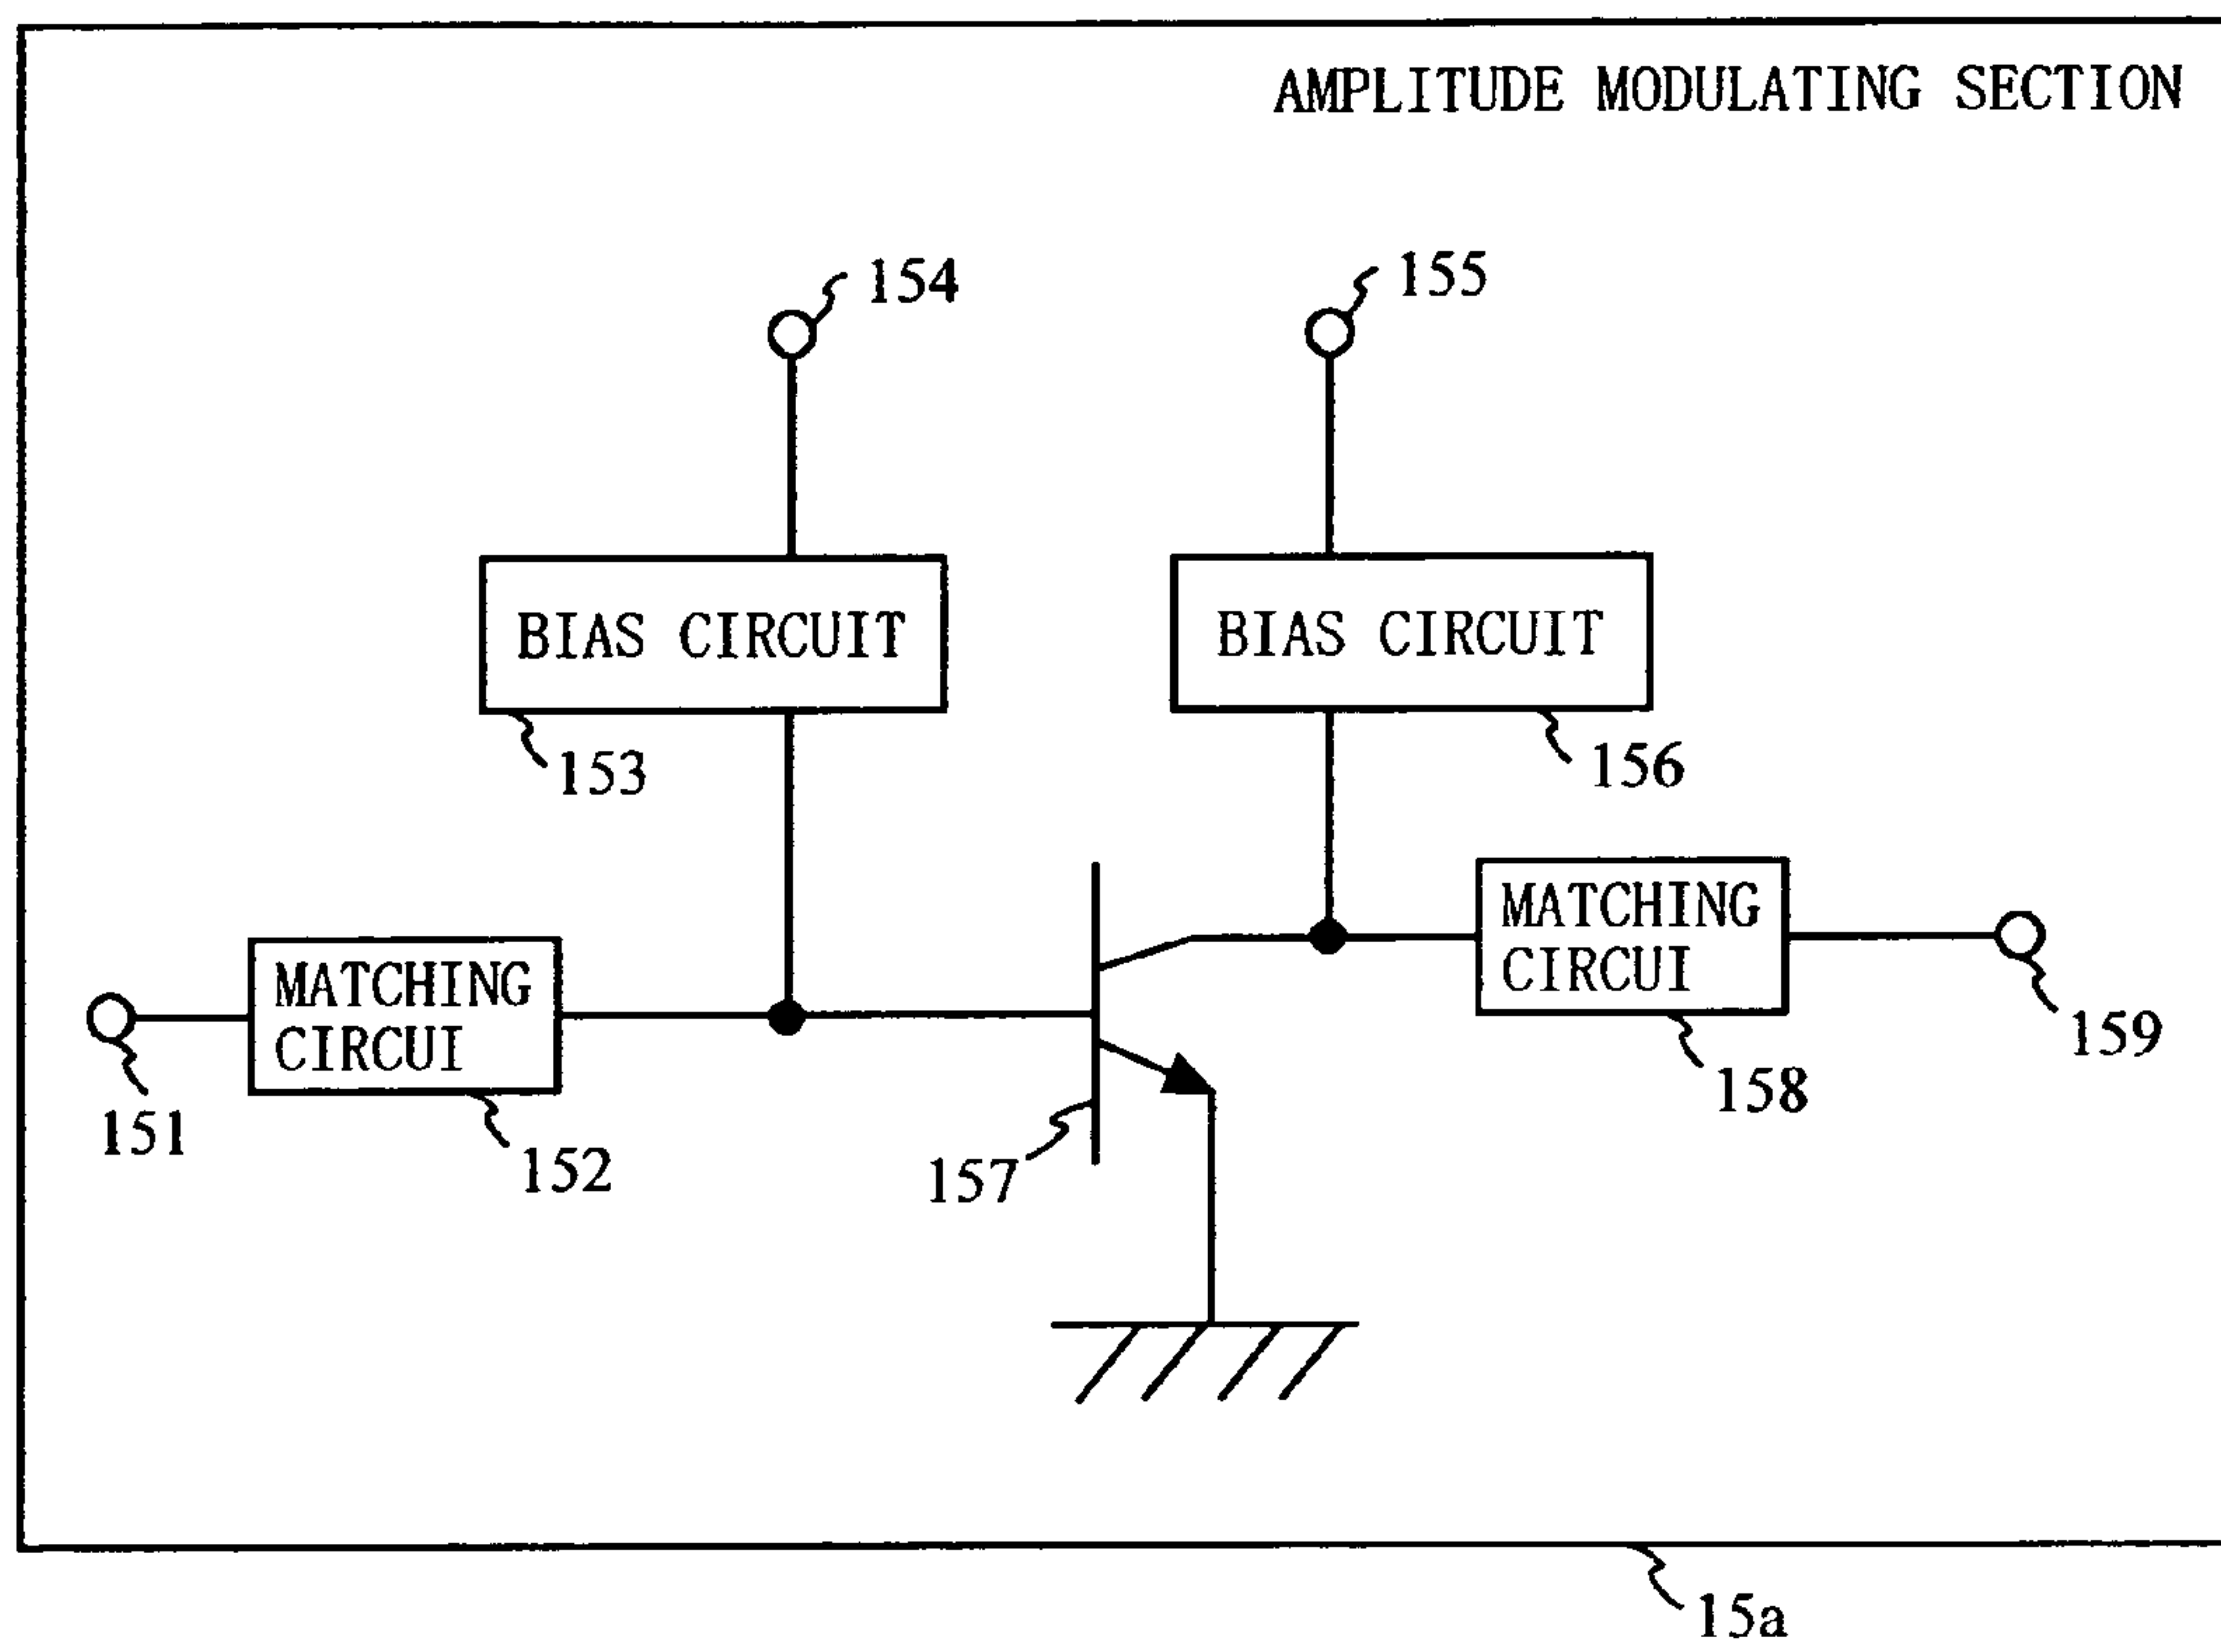 AMPLITUDE MODULATING SECTION
154
155
BIAS CIRCUIT
BIAS CIRCUIT
153
156
MATCHING
CIRCUI
MATCHING
CIRCUI
151
152
157
158
159
15a